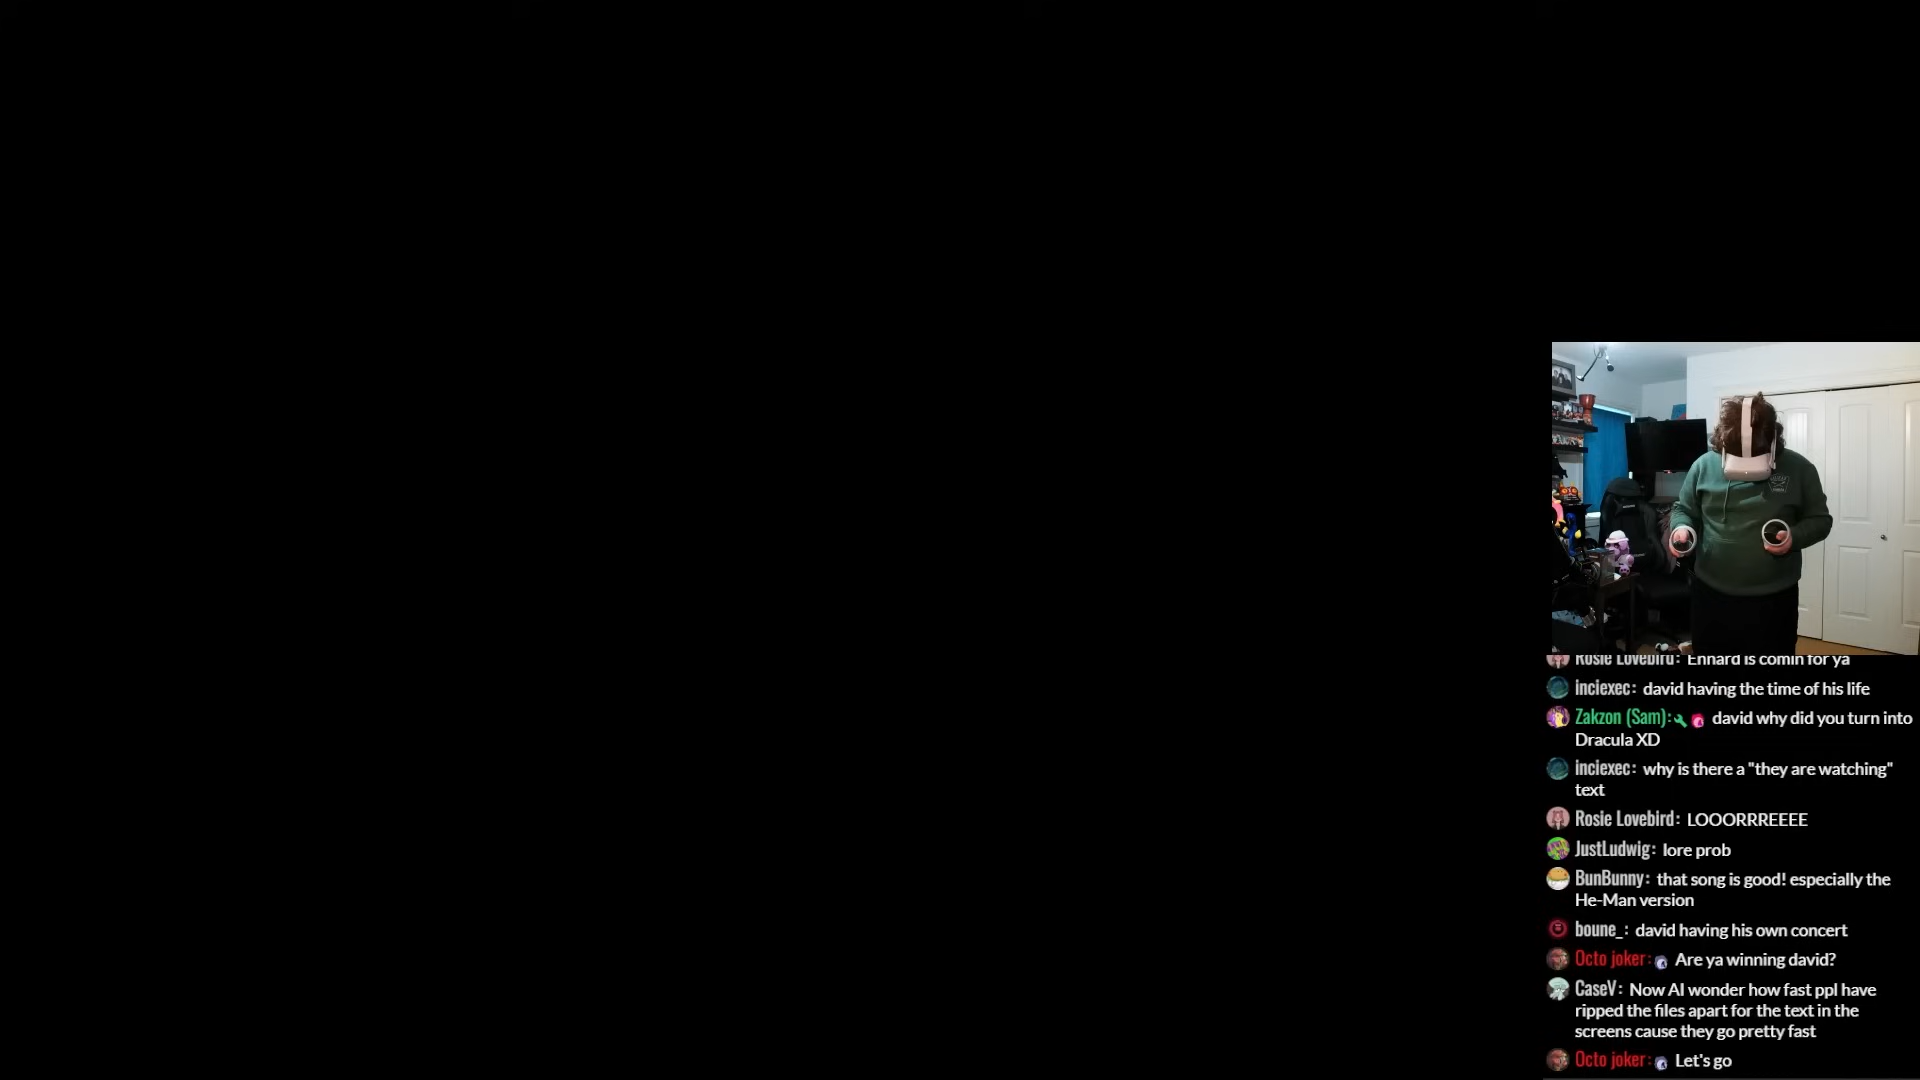 Rosie Lovebird: Ennard is comin for ya
inciexec: david having the time of his life
Zakzon (Sam): david why did you turn into
Dracula XD
inciexec: why is there a "they are watching"
text
Rosie Lovebird: LOOORRREEEE
JustLudwig: lore prob
BunBunny: that song is good! especially the
He-Man version
boune_: david having his own concert
Octo joker: Are ya winning david?
CaseV: Now AI wonder how fast ppl have
ripped the files apart for the text in the
screens cause they go pretty fast
Octo joker: Let's go